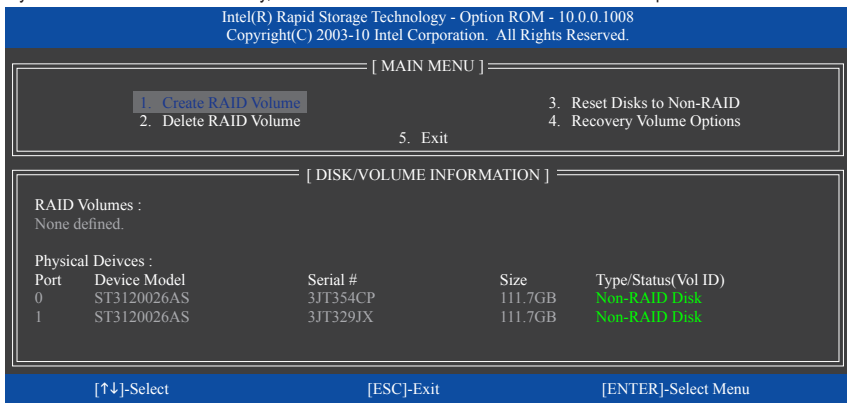 Intel(R) Rapid Storage Technology - Option ROM - 10.0.0.1008
Copyright(C) 2003-10 Intel Corporation. All Rights Reserved.
[ MAIN MENU ]
1. Create RAID Volume 3. Reset Disks to Non-RAID
2. Delete RAID Volume 4. Recovery Volume Options
5. Exit
[ DISK/VOLUME INFORMATION ]
RAID Volumes :
None defined.
Physical Deivces :
Port Device Model Serial # Size Type/Status(Vol ID)
0 ST3120026AS 3JT354CP 111.7GB Non-RAID Disk
1 ST3120026AS 3JT329JX 111.7GB Non-RAID Disk
[↑↓]-Select [ESC]-Exit [ENTER]-Select Menu